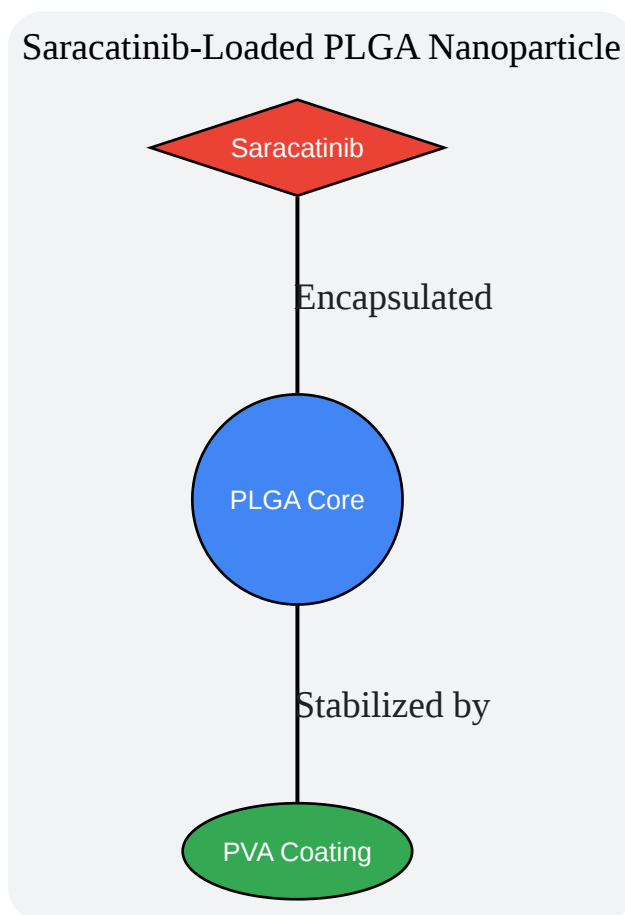 Saracatinib-Loaded PLGA Nanoparticle
Saracatinib
Encapsulated
PLGA Core
Stabilized by
PVA Coating